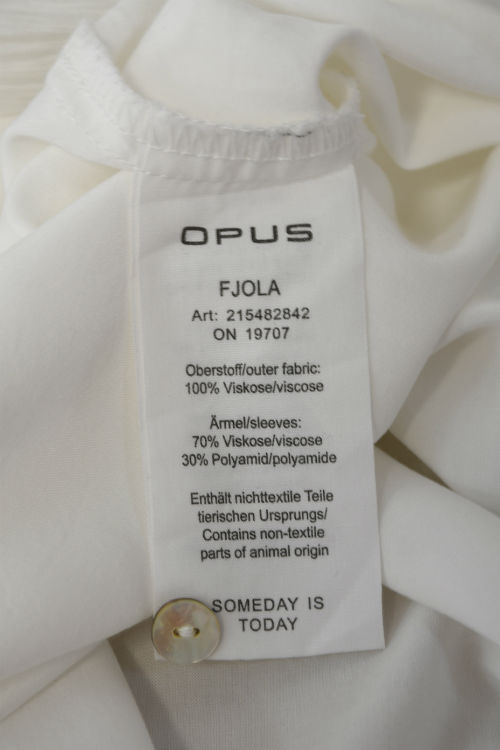 OPUS
FJOLA
Art: 215482842
ON 19707
Oberstoff/outer fabric:
100% Viskose/viscose
Ärmel/sleeves:
70% Viskose/viscose
30% Polyamid/polyamide
Enthält nichttextile Teile
tierischen Ursprungs/
Contains non-textile
parts of animal origin
SOMEDAY IS
TODAY